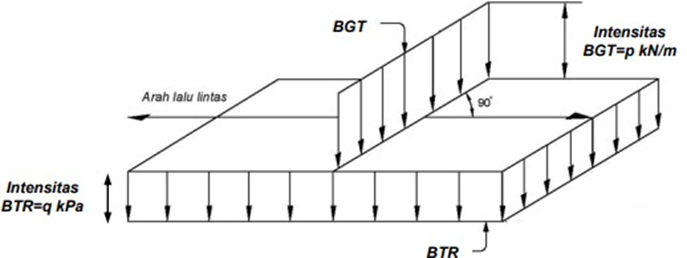 BGT
Intensitas
BGT=p kN/m
Arah lalu lintas
90°
Intensitas
BTR=q kPa
BTR